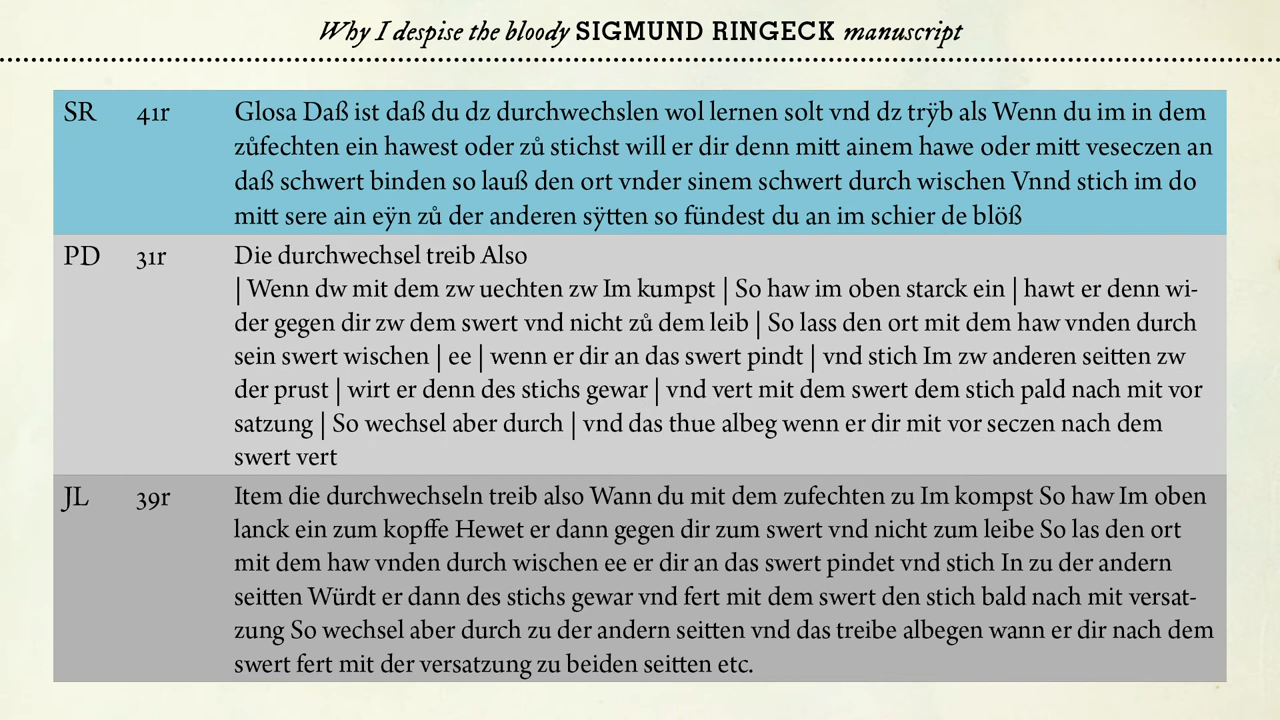 Why I despise the bloody SIGMUND RINGECK manuscript
SR 41r Glosa Daß ist daß du dz durchwechslen wol lernen solt vnd dz trÿb als Wenn du im in dem
zůfechten ein hawest oder zů stichst will er dir denn mitt ainem hawe oder mitt veseczen an
daß schwert binden so lauß den ort vnder sinem schwert durch wischen Vnnd stich im do
mitt sere ain eÿn zů der anderen sÿtten so fündest du an im schier de blöß
PD 31r Die durchwechsel treib Also
| Wenn dw mit dem zw uechten zw Im kumpst | So haw im oben starck ein | hawt er denn wi-
der gegen dir zw dem swert vnd nicht zů dem leib | So lass den ort mit dem haw vnden durch
sein swert wischen | ee | wenn er dir an das swert pindt | vnd stich Im zw anderen seitten zw
der prust | wirt er denn des stichs gewar | vnd vert mit dem swert dem stich pald nach mit vor
satzung | So wechsel aber durch | vnd das thue albeg wenn er dir mit vor seczen nach dem
swert vert
JL 39r Item die durchwechseln treib also Wann du mit dem zufechten zu Im kompst So haw Im oben
lanck ein zum kopffe Hewet er dann gegen dir zum swert vnd nicht zum leibe So las den ort
mit dem haw vnden durch wischen ee er dir an das swert pindet vnd stich In zu der andern
seitten Würdt er dann des stichs gewar vnd fert mit dem swert den stich bald nach mit versat-
zung So wechsel aber durch zu der andern seitten vnd das treibe albegen wann er dir nach dem
swert fert mit der versatzung zu beiden seitten etc.